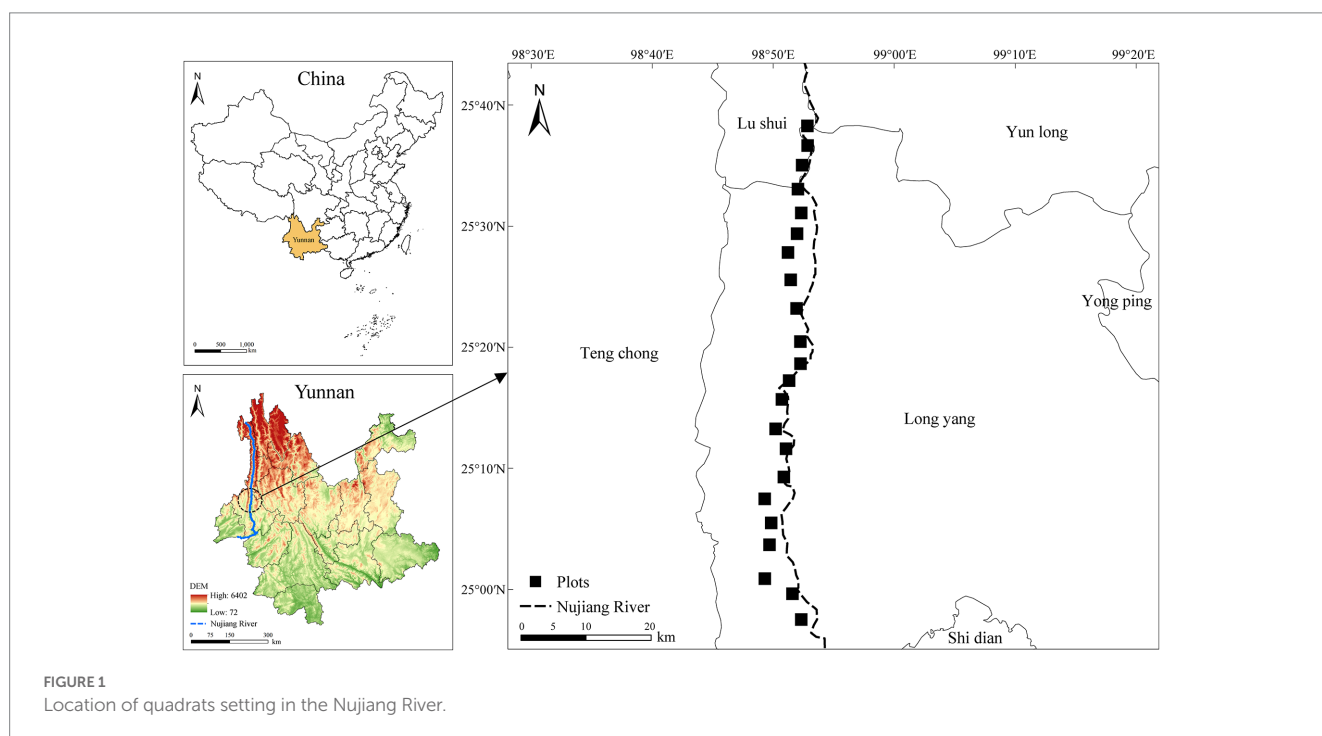 China
N
Yunnan
0 500 1,000
km
Yunnan
N
DEM
High: 6402
Low: 72
Nujiang River
0 75 150 300
km
98°30′E 98°40′E 98°50′E 99°00′E 99°10′E 99°20′E
25°40′N
25°30′N
25°20′N
25°10′N
25°00′N
N
Lu shui
Yun long
Yong ping
Teng chong
Long yang
Shi dian
Plots
Nujiang River
0 5 10 20
km
FIGURE 1
Location of quadrats setting in the Nujiang River.